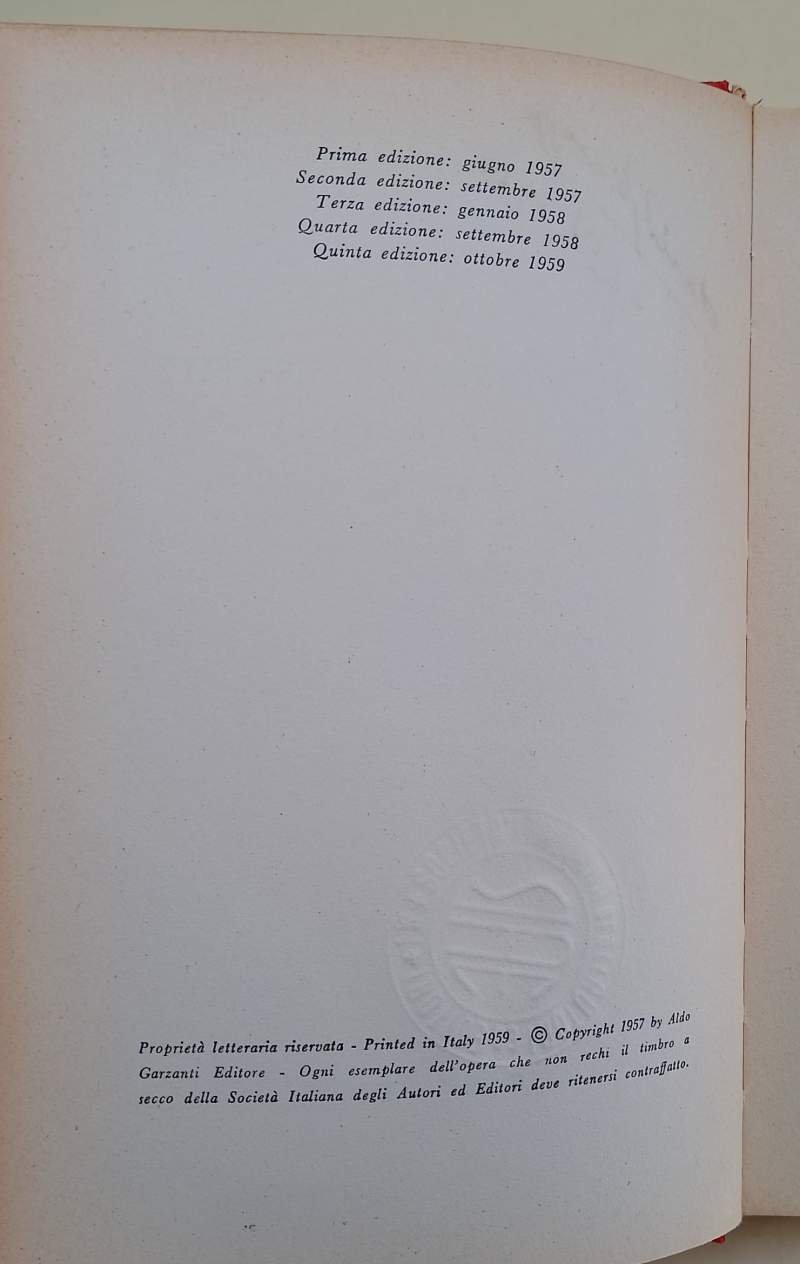 Prima edizione: giugno 1957
Seconda edizione: settembre 1957
Terza edizione: gennaio 1958
Quarta edizione: settembre 1958
Quinta edizione: ottobre 1959
Proprietà letteraria riservata - Printed in Italy 1959 - © Copyright 1957 by Aldo
Garzanti Editore - Ogni esemplare dell'opera che non rechi il timbro a
secco della Società Italiana degli Autori ed Editori deve ritenersi contraffatto.